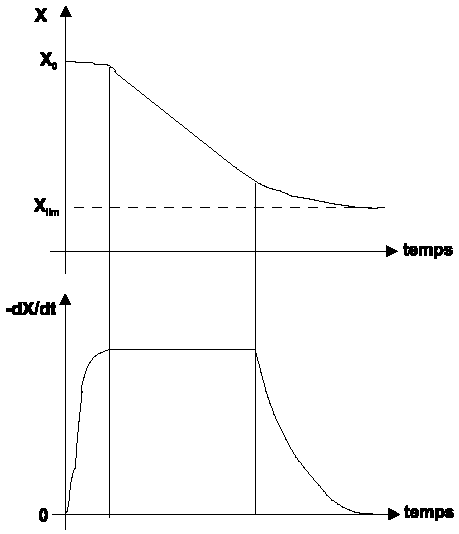 X
X₀
Xlim
temps
-dX/dt
0
temps